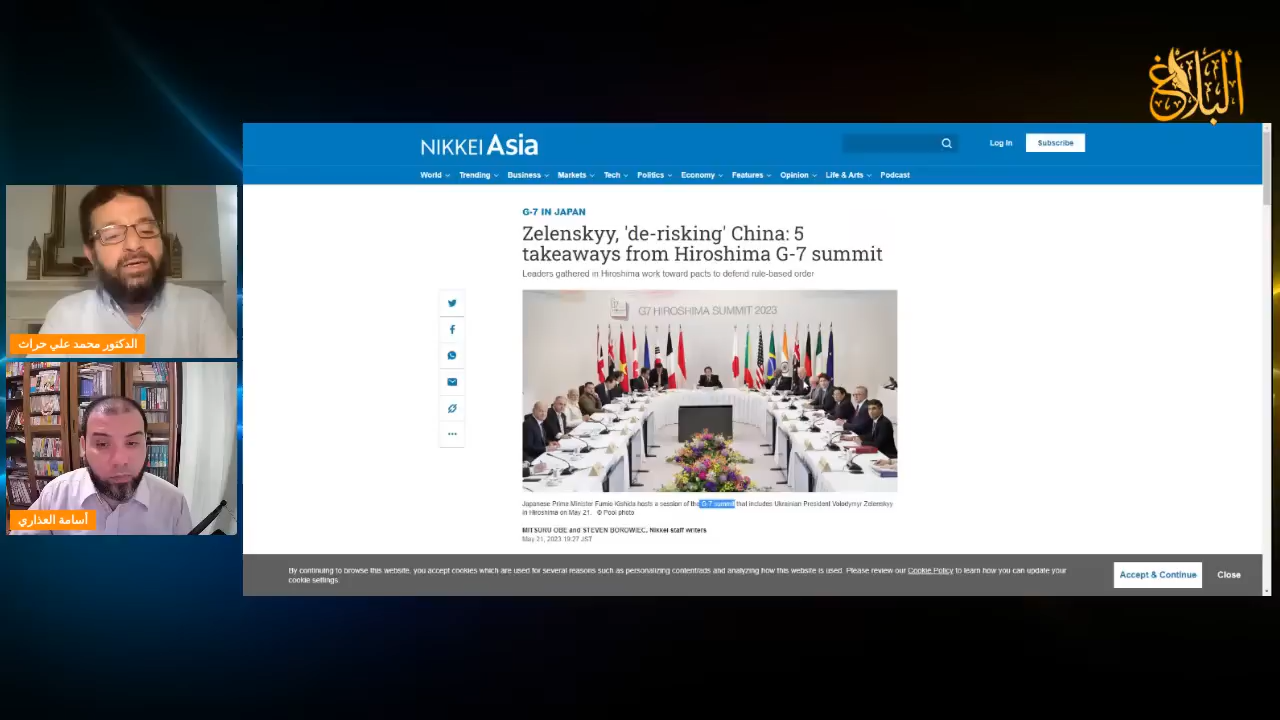 البلاغ
NIKKEI Asia
Log In
Subscribe
World
Trending
Business
Markets
Tech
Politics
Economy
Features
Opinion
Life & Arts
Podcast
G-7 IN JAPAN
Zelenskyy, 'de-risking' China: 5
takeaways from Hiroshima G-7 summit
Leaders gathered in Hiroshima work toward pacts to defend rule-based order
G7 HIROSHIMA SUMMIT 2023
الدكتور محمد علي حراث
أسامة العذاري
Japanese Prime Minister Fumio Kishida hosts a session of the G-7 summit that includes Ukrainian President Volodymyr Zelenskyy
in Hiroshima on May 21. © Pool photo
MITSURU OBE and STEVEN BOROWIEC, Nikkei staff writers
May 21, 2023 19:27 JST
By continuing to browse this website, you accept cookies which are used for several reasons such as personalizing content/ads and analyzing how this website is used. Please review our Cookie Policy to learn how you can update your
cookie settings.
Accept & Continue
Close